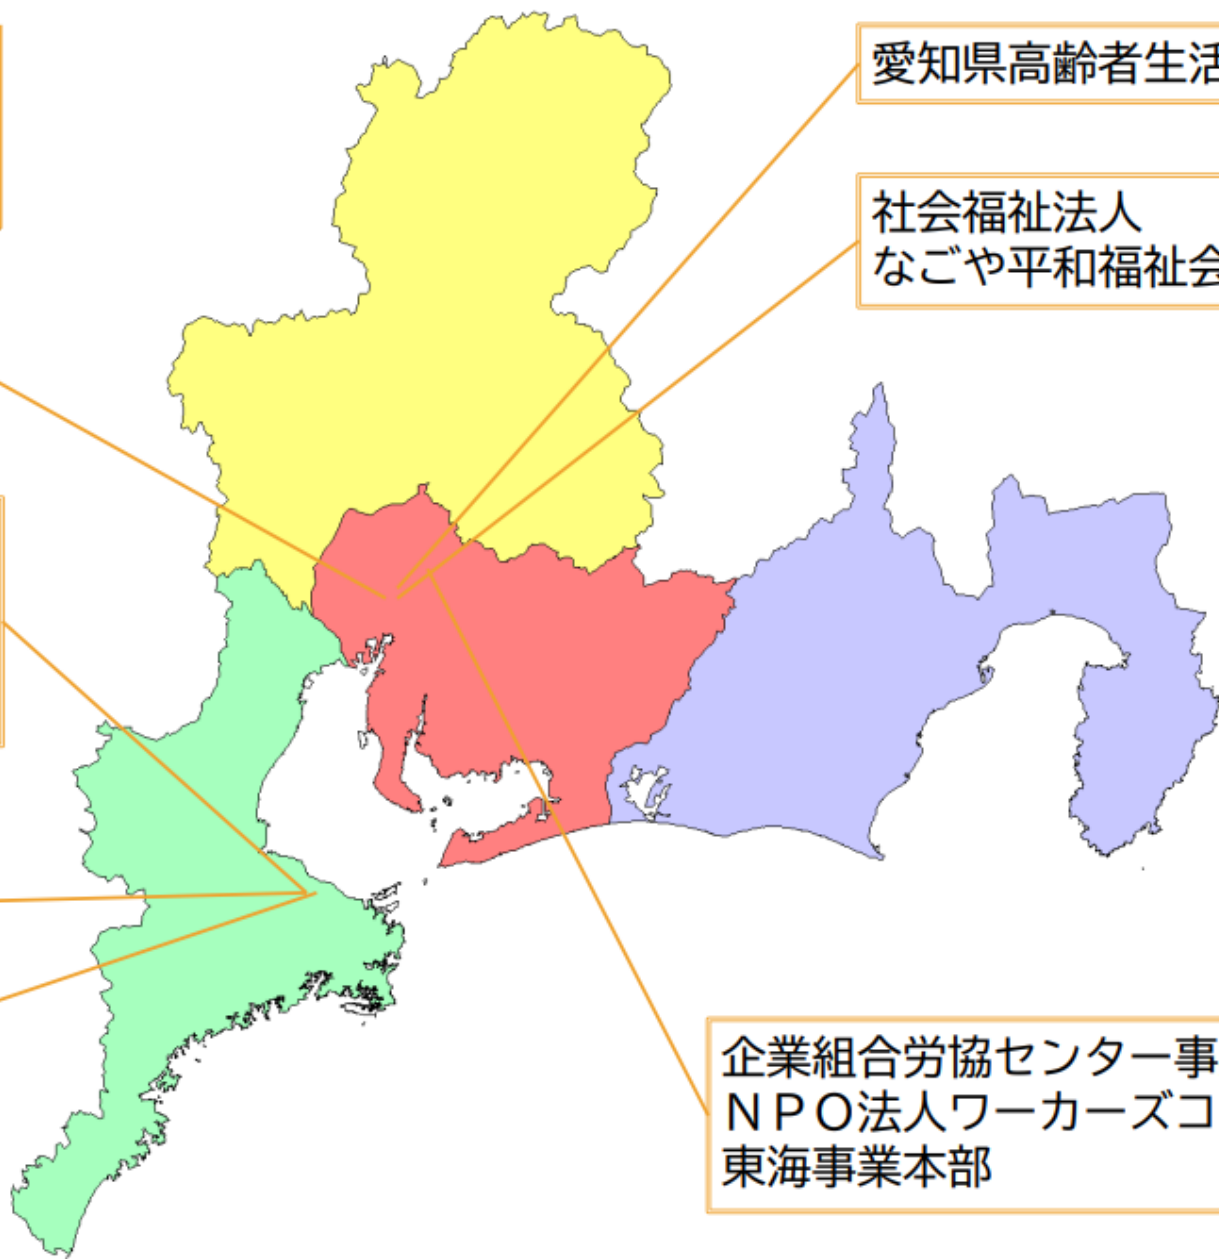 愛知県高齢者生活
社会福祉法人
なごや平和福祉会
企業組合労協センター事
ＮＰＯ法人ワーカーズコ
東海事業本部